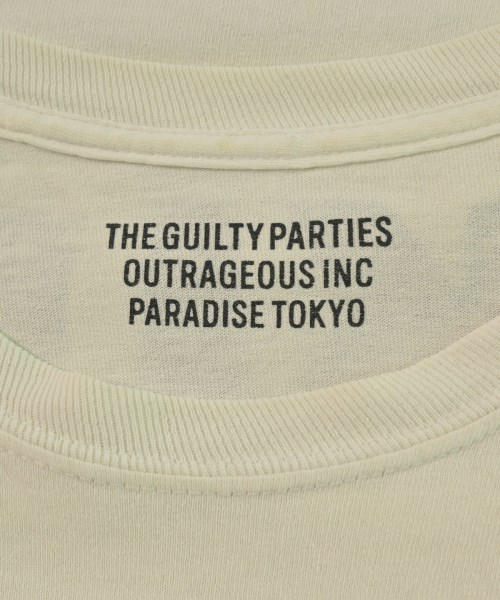 THE GUILTY PARTIES
OUTRAGEOUS INC
PARADISE TOKYO